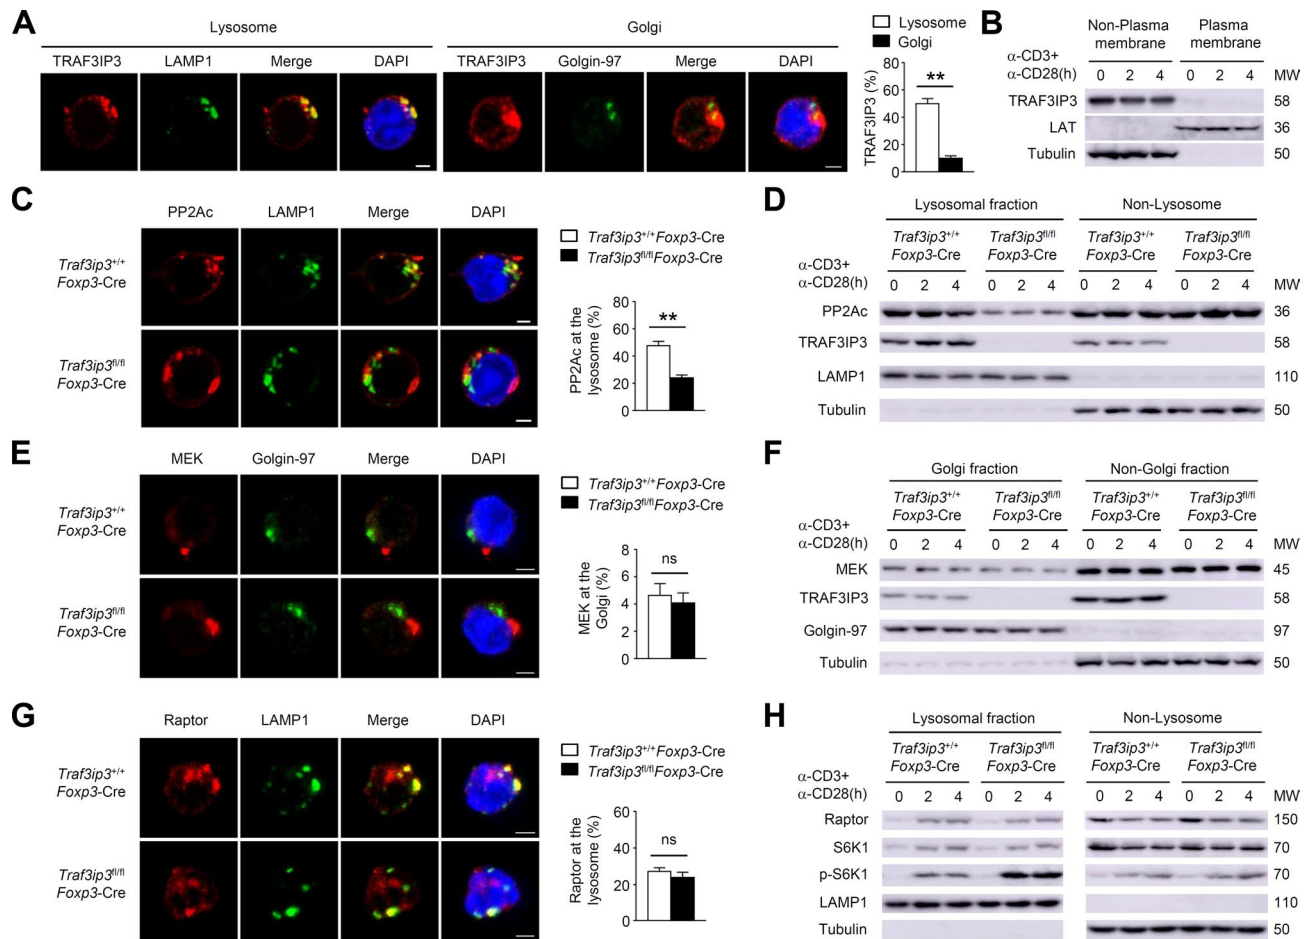 A
Lysosome
Golgi
TRAF3IP3 LAMP1 Merge DAPI
TRAF3IP3 Golgin-97 Merge DAPI
Lysosome
Golgi
TRAF3IP3 (%)
80
60
40
20
0
**
B
Non-Plasma membrane
Plasma membrane
α-CD3+
α-CD28(h)
0 2 4 0 2 4 MW
TRAF3IP3 58
LAT 36
Tubulin 50
C
PP2Ac LAMP1 Merge DAPI
Traf3ip3+/+
Foxp3-Cre
Traf3ip3fl/fl
Foxp3-Cre
Traf3ip3+/+Foxp3-Cre
Traf3ip3fl/flFoxp3-Cre
PP2Ac at the
lysosome (%)
80
60
40
20
0
**
D
Lysosomal fraction Non-Lysosome
Traf3ip3+/+ Traf3ip3fl/fl Traf3ip3+/+ Traf3ip3fl/fl
Foxp3-Cre Foxp3-Cre Foxp3-Cre Foxp3-Cre
α-CD3+
α-CD28(h)
0 2 4 0 2 4 0 2 4 0 2 4 MW
PP2Ac 36
TRAF3IP3 58
LAMP1 110
Tubulin 50
E
MEK Golgin-97 Merge DAPI
Traf3ip3+/+
Foxp3-Cre
Traf3ip3fl/fl
Foxp3-Cre
Traf3ip3+/+Foxp3-Cre
Traf3ip3fl/flFoxp3-Cre
MEK at the
Golgi (%)
8
6
4
2
0
ns
F
Golgi fraction Non-Golgi fraction
Traf3ip3+/+ Traf3ip3fl/fl Traf3ip3+/+ Traf3ip3fl/fl
Foxp3-Cre Foxp3-Cre Foxp3-Cre Foxp3-Cre
α-CD3+
α-CD28(h)
0 2 4 0 2 4 0 2 4 0 2 4 MW
MEK 45
TRAF3IP3 58
Golgin-97 97
Tubulin 50
G
Raptor LAMP1 Merge DAPI
Traf3ip3+/+
Foxp3-Cre
Traf3ip3fl/fl
Foxp3-Cre
Traf3ip3+/+Foxp3-Cre
Traf3ip3fl/flFoxp3-Cre
Raptor at the
lysosome (%)
60
40
20
0
ns
H
Lysosomal fraction Non-Lysosome
Traf3ip3+/+ Traf3ip3fl/fl Traf3ip3+/+ Traf3ip3fl/fl
Foxp3-Cre Foxp3-Cre Foxp3-Cre Foxp3-Cre
α-CD3+
α-CD28(h)
0 2 4 0 2 4 0 2 4 0 2 4 MW
Raptor 150
S6K1 70
p-S6K1 70
LAMP1 110
Tubulin 50